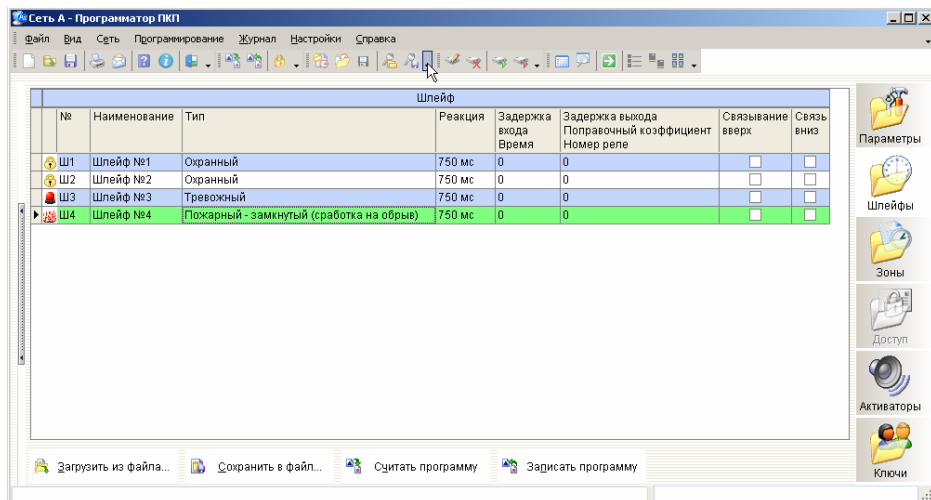 Сеть А - Программатор ПКП
Файл Вид Сеть Программирование Журнал Настройки Справка
Шлейф
№ Наименование Тип Реакция Задержка входа Время Задержка выхода Поправочный коэффициент Номер реле Связывание вверх Связь вниз
Ш1 Шлейф №1 Охранный 750 мс 0 0
Ш2 Шлейф №2 Охранный 750 мс 0 0
Ш3 Шлейф №3 Тревожный 750 мс 0 0
Ш4 Шлейф №4 Пожарный - замкнутый (сработка на обрыв) 750 мс 0 0
Параметры
Шлейфы
Зоны
Доступ
Активаторы
Ключи
Загрузить из файла... Сохранить в файл... Считать программу Записать программу